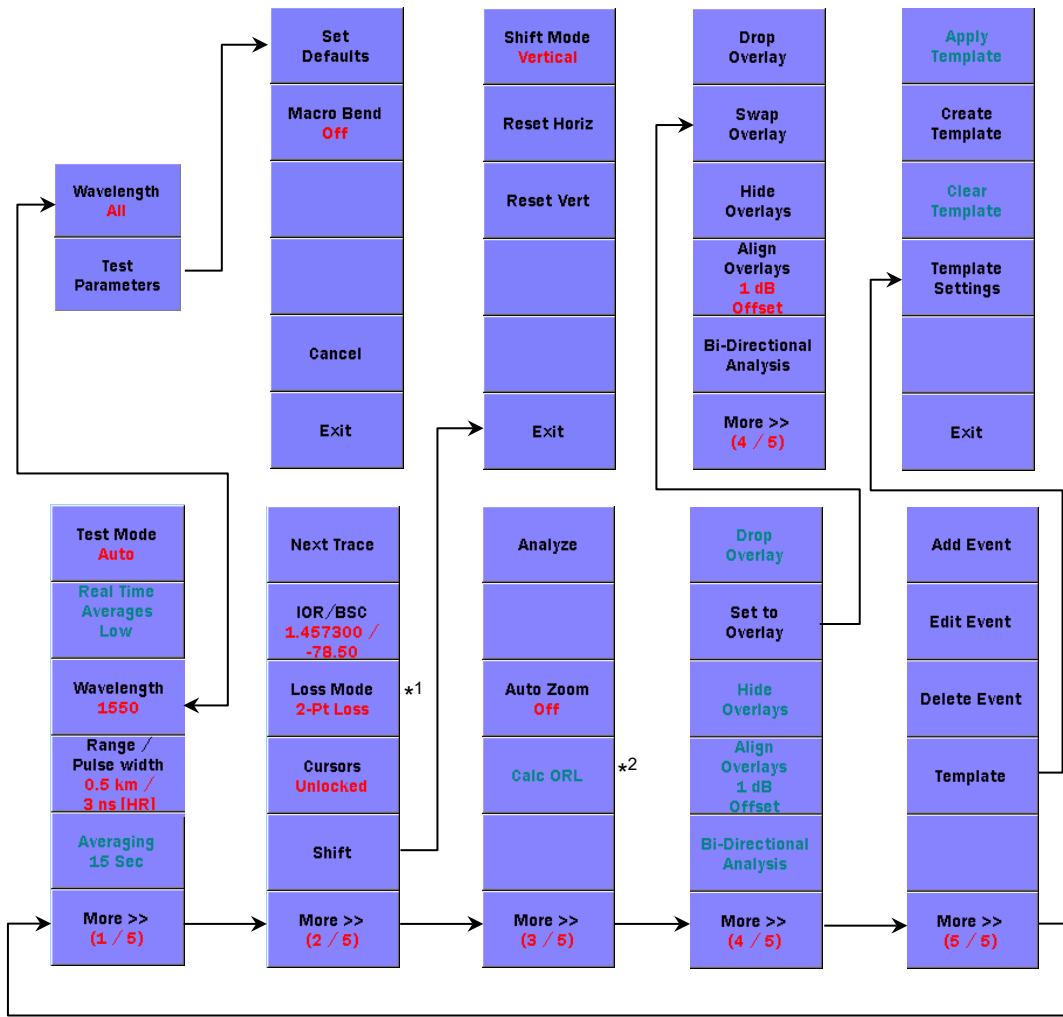 Wavelength
All
Test
Parameters
Set
Defaults
Macro Bend
Off
Cancel
Exit
Shift Mode
Vertical
Reset Horiz
Reset Vert
Exit
Drop
Overlay
Swap
Overlay
Hide
Overlays
Align
Overlays
1 dB
Offset
Bi-Directional
Analysis
More >>
(4 / 5)
Apply
Template
Create
Template
Clear
Template
Template
Settings
Exit
Test Mode
Auto
Real Time
Averages
Low
Wavelength
1550
Range /
Pulse width
0.5 km /
3 ns [HR]
Averaging
15 Sec
More >>
(1 / 5)
Next Trace
IOR/BSC
1.457300 /
-78.50
Loss Mode
2-Pt Loss
*1
Cursors
Unlocked
Shift
More >>
(2 / 5)
Analyze
Auto Zoom
Off
Calc ORL
*2
More >>
(3 / 5)
Drop
Overlay
Set to
Overlay
Hide
Overlays
Align
Overlays
1 dB
Offset
Bi-Directional
Analysis
More >>
(4 / 5)
Add Event
Edit Event
Delete Event
Template
More >>
(5 / 5)